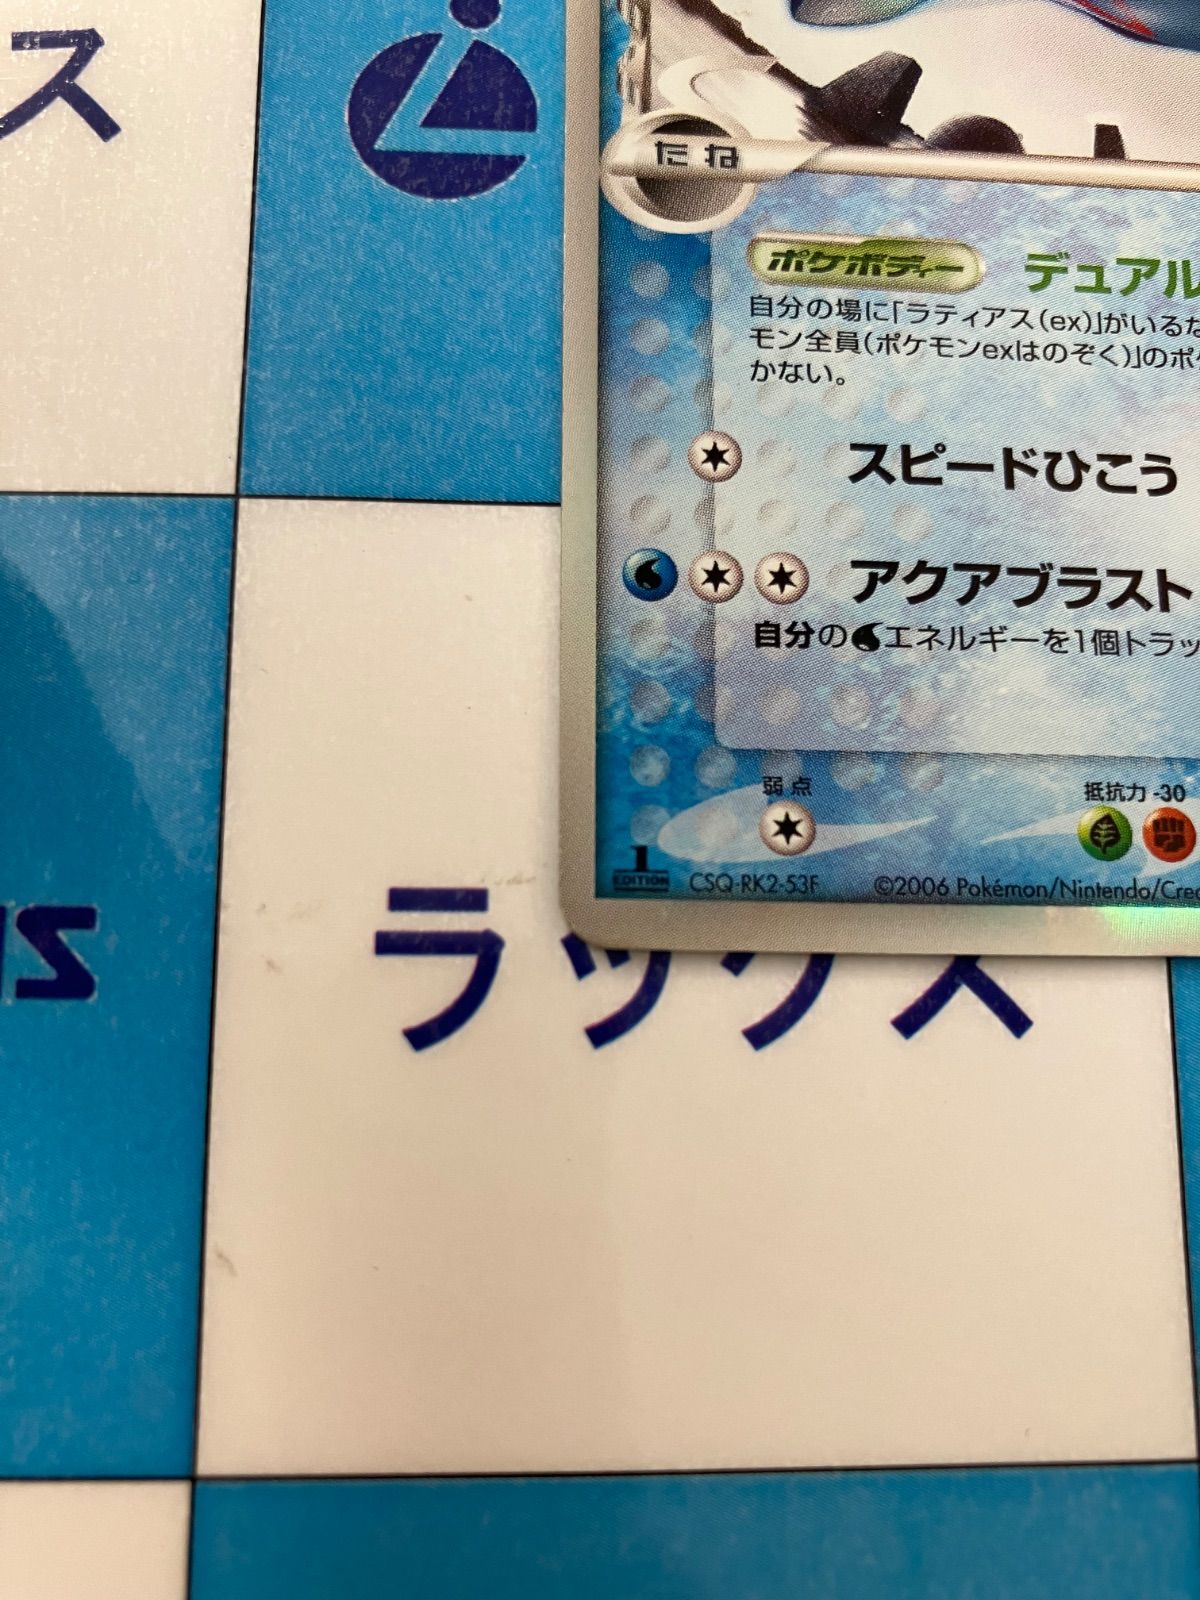 ス
たね
ポケボディー デュアル
自分の場に「ラティアス(ex)」がいるな
モン全員(ポケモンexはのぞく)」のポケ
かない。
スピードひこう
アクアブラスト
自分の エネルギーを1個トラッ
弱点 抵抗力 -30
1
EDITION CSQ-RK2-53F ©2006 Pokémon/Nintendo/Crea
ラックス